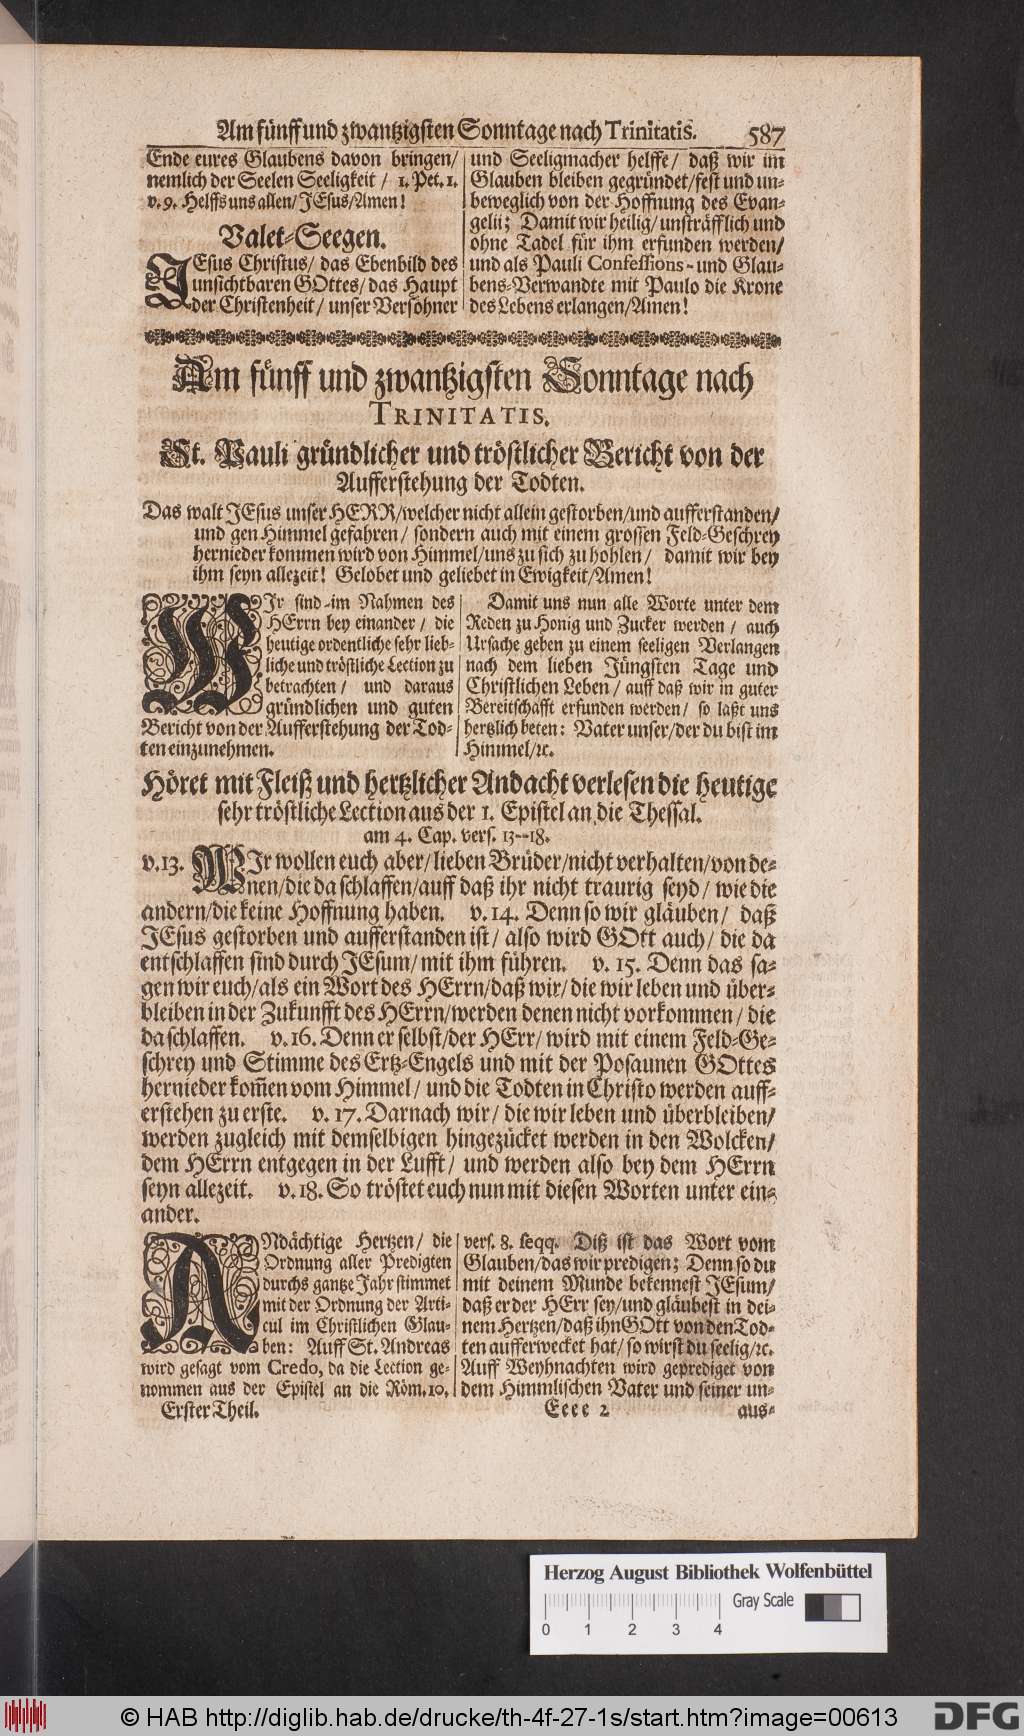 Am fünff und zwantzigsten Sonntage nach Trinitatis. 587
Ende eures Glaubens davon bringen/
nemlich der Seelen Seeligkeit / 1. Pet. 1.
v. 9. Helffs uns allen/ JEsus/Amen!
Valet-Seegen.
JEsus Christus/ das Ebenbild des
unsichtbaren GOttes/ das Haupt
der Christenheit / unser Versöhner
und Seeligmacher helffe/ daß wir im
Glauben bleiben gegründet/fest und un-
beweglich von der Hoffnung des Evan-
gelii; Damit wir heilig/ unsträfflich und
ohne Tadel für ihm erfunden werden/
und als Pauli Confessions- und Glau-
bens-Verwandte mit Paulo die Krone
des Lebens erlangen/Amen!
Am fünff und zwantzigsten Sonntage nach
TRINITATIS.
St. Pauli gründlicher und tröstlicher Bericht von der
Aufferstehung der Todten.
Das walt JEsus unser HERR/welcher nicht allein gestorben/und aufferstanden/
und gen Himmel gefahren / sondern auch mit einem grossen Feld-Geschrey
hernieder kommen wird von Himmel/uns zu sich zu hohlen / damit wir bey
ihm seyn allezeit! Gelobet und geliebet in Ewigkeit/Amen!
WIr sind im Nahmen des
HErrn bey einander / die
heutige ordentliche sehr lieb-
liche und tröstliche Lection zu
betrachten / und daraus
gründlichen und guten
Bericht von der Aufferstehung der Tod-
ten einzunehmen.
Damit uns nun alle Worte unter dem
Reden zu Honig und Zucker werden / auch
Ursache geben zu einem seeligen Verlangen
nach dem lieben Jüngsten Tage und
Christlichen Leben / auff daß wir in guter
Bereitschafft erfunden werden / so laßt uns
hertzlich beten: Vater unser/der du bist im
Himmel/ꝛc.
Höret mit Fleiß und hertzlicher Andacht verlesen die heutige
sehr tröstliche Lection aus der 1. Epistel an die Thessal.
am 4. Cap. vers. 13--18.
v. 13. WIr wollen euch aber/lieben Brüder/nicht verhalten/von de-
nen/die da schlaffen/auff daß ihr nicht traurig seyd / wie die
andern/die keine Hoffnung haben. v. 14. Denn so wir gläuben / daß
JEsus gestorben und aufferstanden ist/ also wird GOtt auch/ die da
entschlaffen sind durch JEsum/ mit ihm führen. v. 15. Denn das sa-
gen wir euch/als ein Wort des HErrn/daß wir/ die wir leben und über-
bleiben in der Zukunfft des HErrn/werden denen nicht vorkommen / die
da schlaffen. v. 16. Denn er selbst/der HErr/ wird mit einem Feld-Ge-
schrey und Stimme des Ertz-Engels und mit der Posaunen GOttes
hernieder kom̃en vom Himmel / und die Todten in Christo werden auff-
erstehen zu erste. v. 17. Darnach wir / die wir leben und überbleiben/
werden zugleich mit demselbigen hingezücket werden in den Wolcken/
dem HErrn entgegen in der Lufft / und werden also bey dem HErrn
seyn allezeit. v. 18. So tröstet euch nun mit diesen Worten unter ein-
ander.
ANdächtige Hertzen/ die
Ordnung aller Predigten
durchs gantze Jahr stimmet
mit der Ordnung der Arti-
cul im Christlichen Glau-
ben: Auff St. Andreas
wird gesagt vom Credo, da die Lection ge-
nommen aus der Epistel an die Röm. 10.
vers. 8. seqq. Diß ist das Wort vom
Glauben/das wir predigen; Denn so du
mit deinem Munde bekennest JEsum/
daß er der HErr sey/und gläubest in dei-
nem Hertzen/daß ihn GOtt von den Tod-
ten aufferwecket hat/ so wirst du seelig/ꝛc.
Auff Weyhnachten wird geprediget von
dem Himmlischen Vater und seiner un-
Erster Theil. Eeee 2 aus-
Herzog August Bibliothek Wolfenbüttel
Gray Scale
0 1 2 3 4
© HAB http://diglib.hab.de/drucke/th-4f-27-1s/start.htm?image=00613
DFG